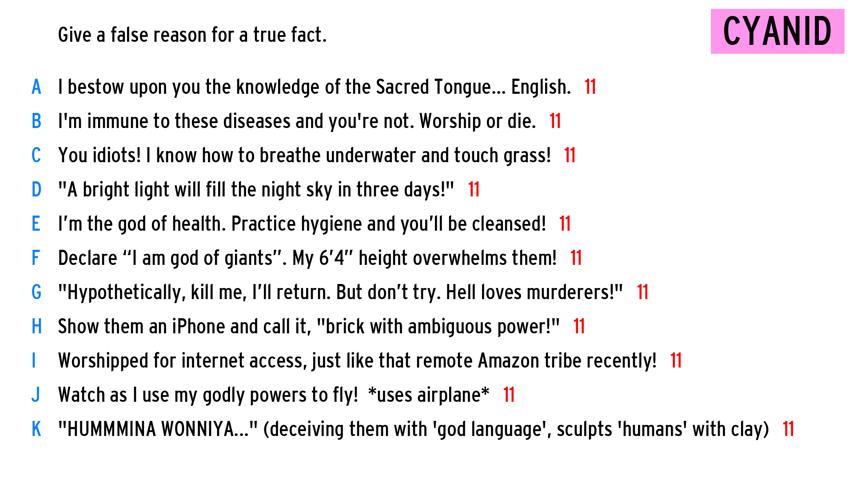 Give a false reason for a true fact.
CYANID
A I bestow upon you the knowledge of the Sacred Tongue... English. 11
B I'm immune to these diseases and you're not. Worship or die. 11
C You idiots! I know how to breathe underwater and touch grass! 11
D "A bright light will fill the night sky in three days!" 11
E I’m the god of health. Practice hygiene and you’ll be cleansed! 11
F Declare “I am god of giants”. My 6’4” height overwhelms them! 11
G "Hypothetically, kill me, I’ll return. But don’t try. Hell loves murderers!" 11
H Show them an iPhone and call it, "brick with ambiguous power!" 11
I Worshipped for internet access, just like that remote Amazon tribe recently! 11
J Watch as I use my godly powers to fly! *uses airplane* 11
K "HUMMMINA WONNIYA..." (deceiving them with 'god language', sculpts 'humans' with clay) 11